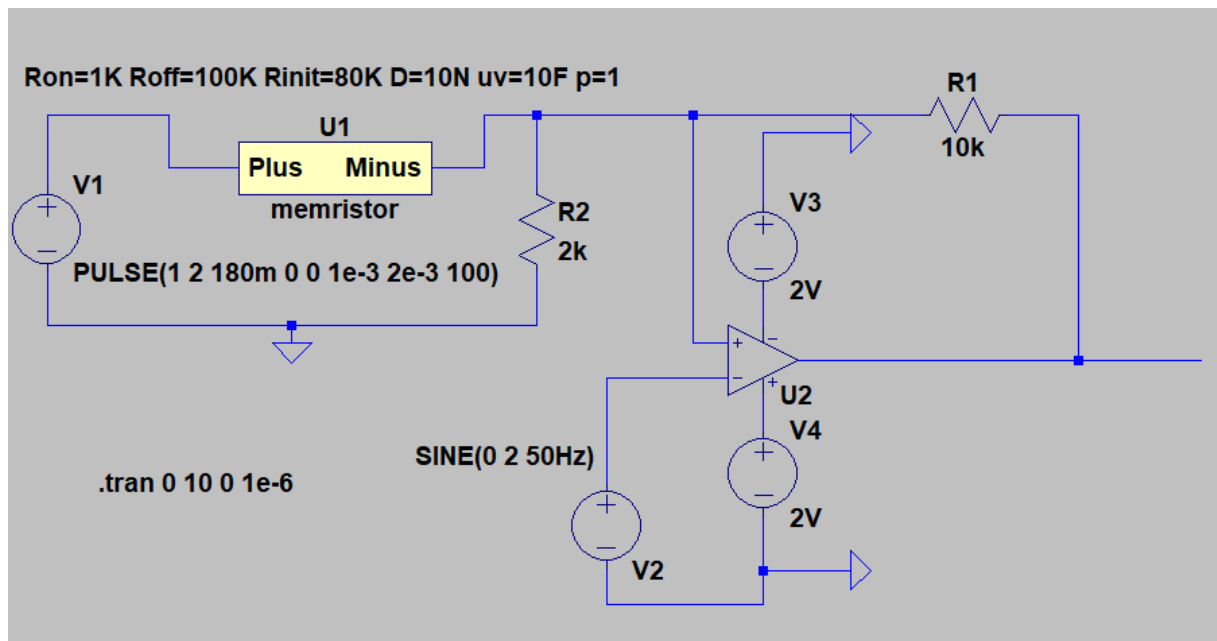 Ron=1K Roff=100K Rinit=80K D=10N uv=10F p=1
R1
10k
U1
Plus Minus
memristor
V1
PULSE(1 2 180m 0 0 1e-3 2e-3 100)
R2
2k
V3
2V
U2
V4
2V
SINE(0 2 50Hz)
V2
.tran 0 10 0 1e-6